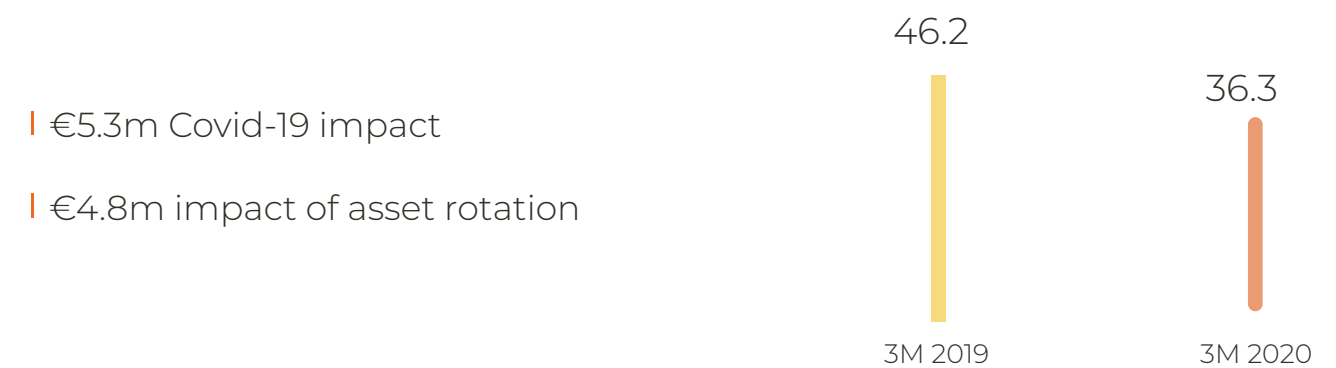 €5.3m Covid-19 impact
€4.8m impact of asset rotation
46.2
36.3
3M 2019
3M 2020